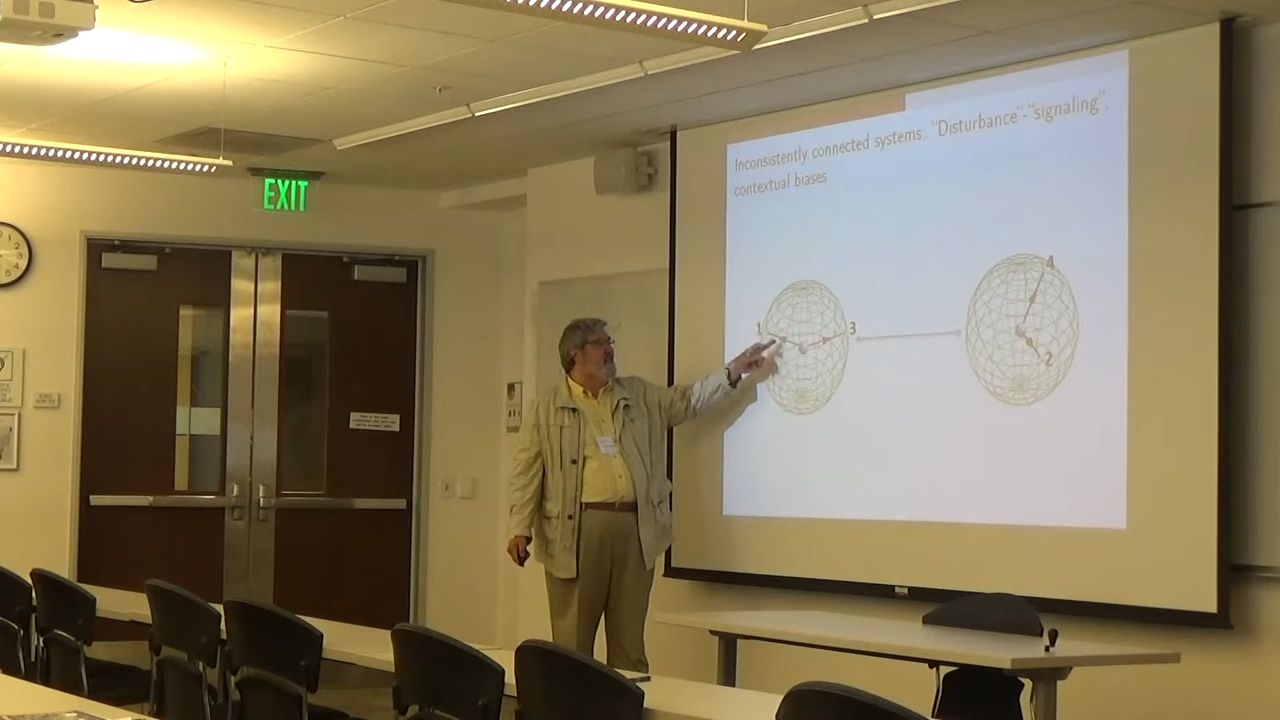 EXIT
Inconsistently connected systems: "Disturbance"-"signaling",
contextual biases
1
3
4
2